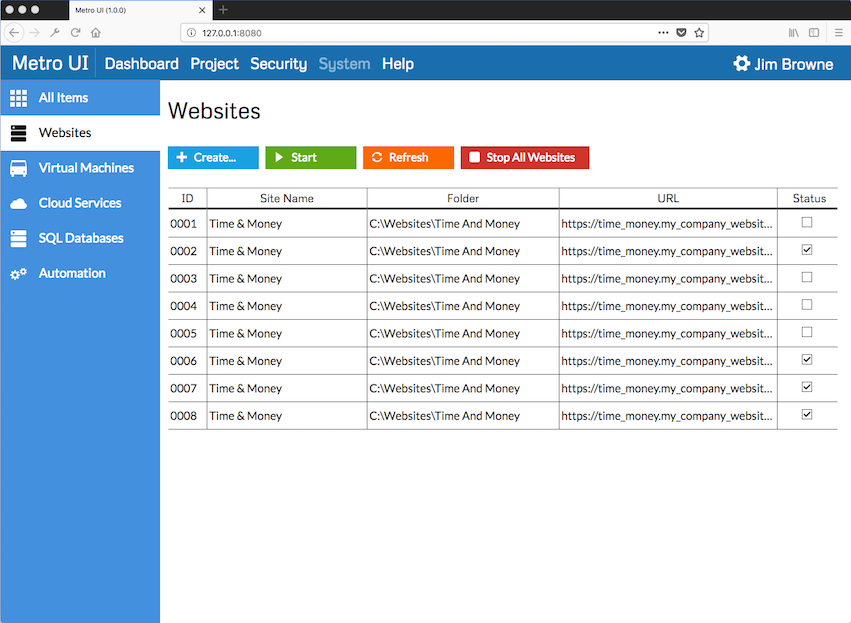 Metro UI (1.0.0)
127.0.0.1:8080
Metro UI Dashboard Project Security System Help Jim Browne
All Items
Websites
Virtual Machines
Cloud Services
SQL Databases
Automation
Websites
Create... Start Refresh Stop All Websites
ID Site Name Folder URL Status
0001 Time & Money C:\Websites\Time And Money https://time_money.my_company_websit...
0002 Time & Money C:\Websites\Time And Money https://time_money.my_company_websit...
0003 Time & Money C:\Websites\Time And Money https://time_money.my_company_websit...
0004 Time & Money C:\Websites\Time And Money https://time_money.my_company_websit...
0005 Time & Money C:\Websites\Time And Money https://time_money.my_company_websit...
0006 Time & Money C:\Websites\Time And Money https://time_money.my_company_websit...
0007 Time & Money C:\Websites\Time And Money https://time_money.my_company_websit...
0008 Time & Money C:\Websites\Time And Money https://time_money.my_company_websit...